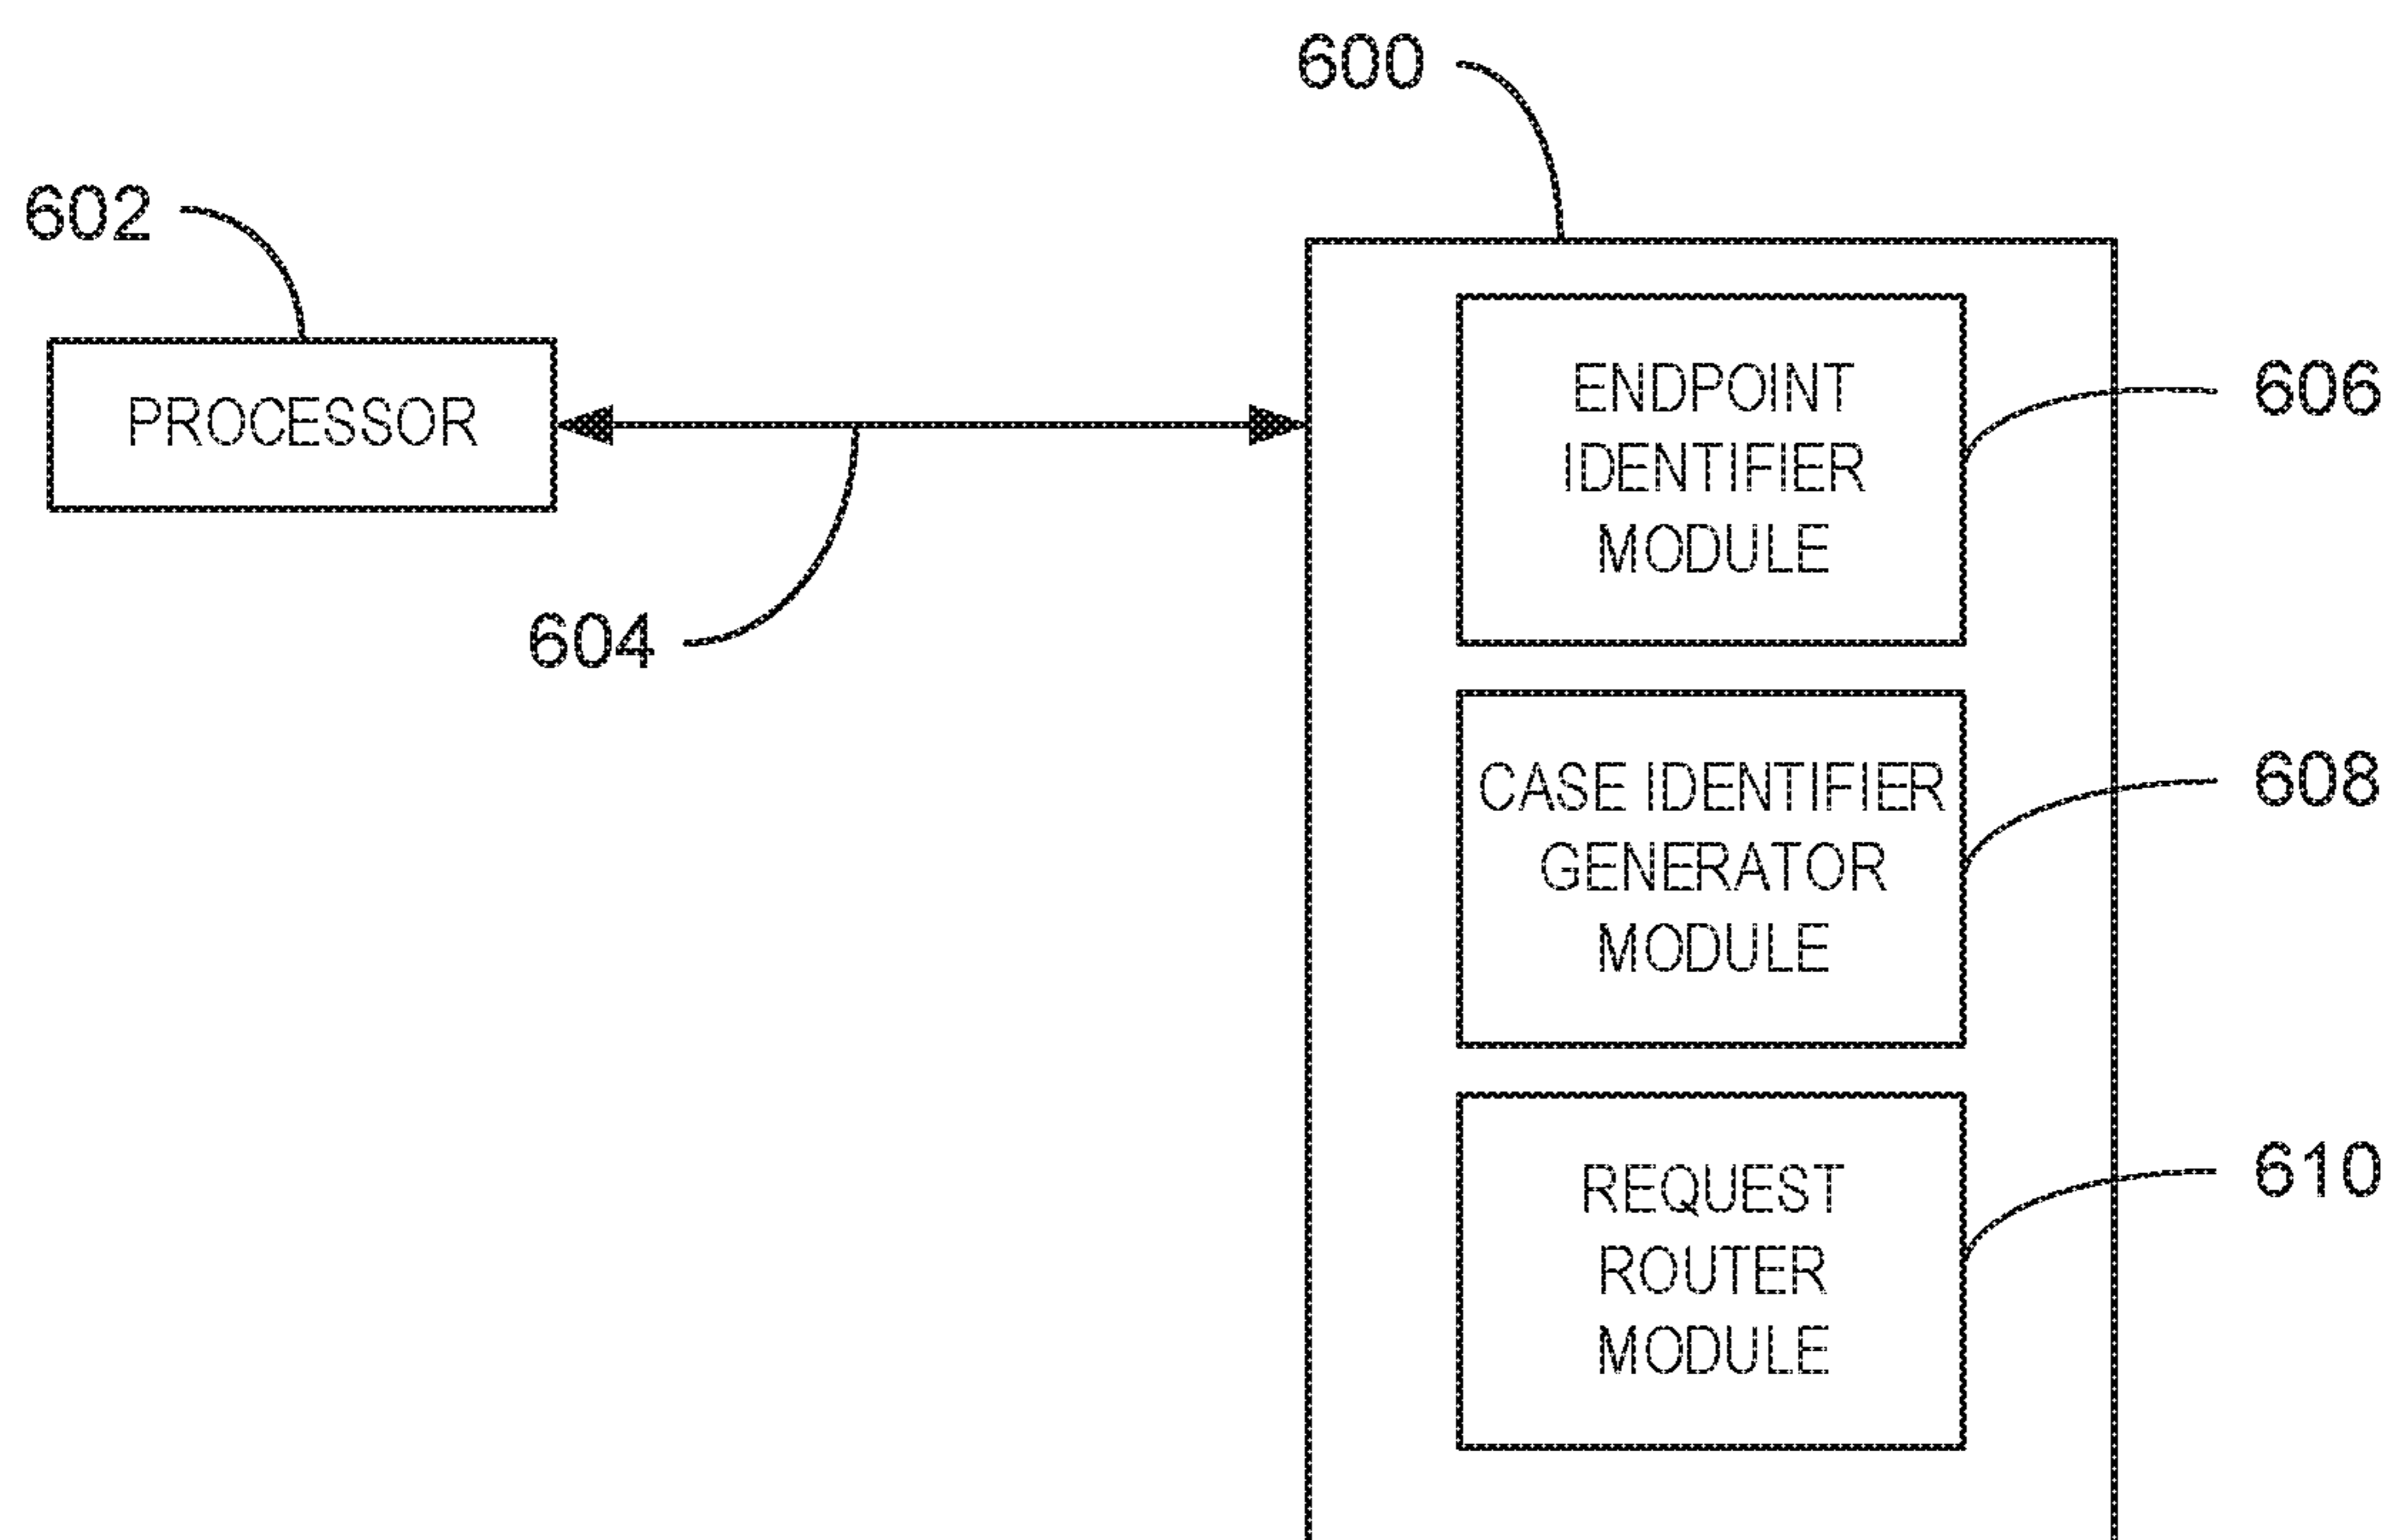 600
602
PROCESSOR
604
ENDPOINT
IDENTIFIER
MODULE
606
CASE IDENTIFIER
GENERATOR
MODULE
608
REQUEST
ROUTER
MODULE
610